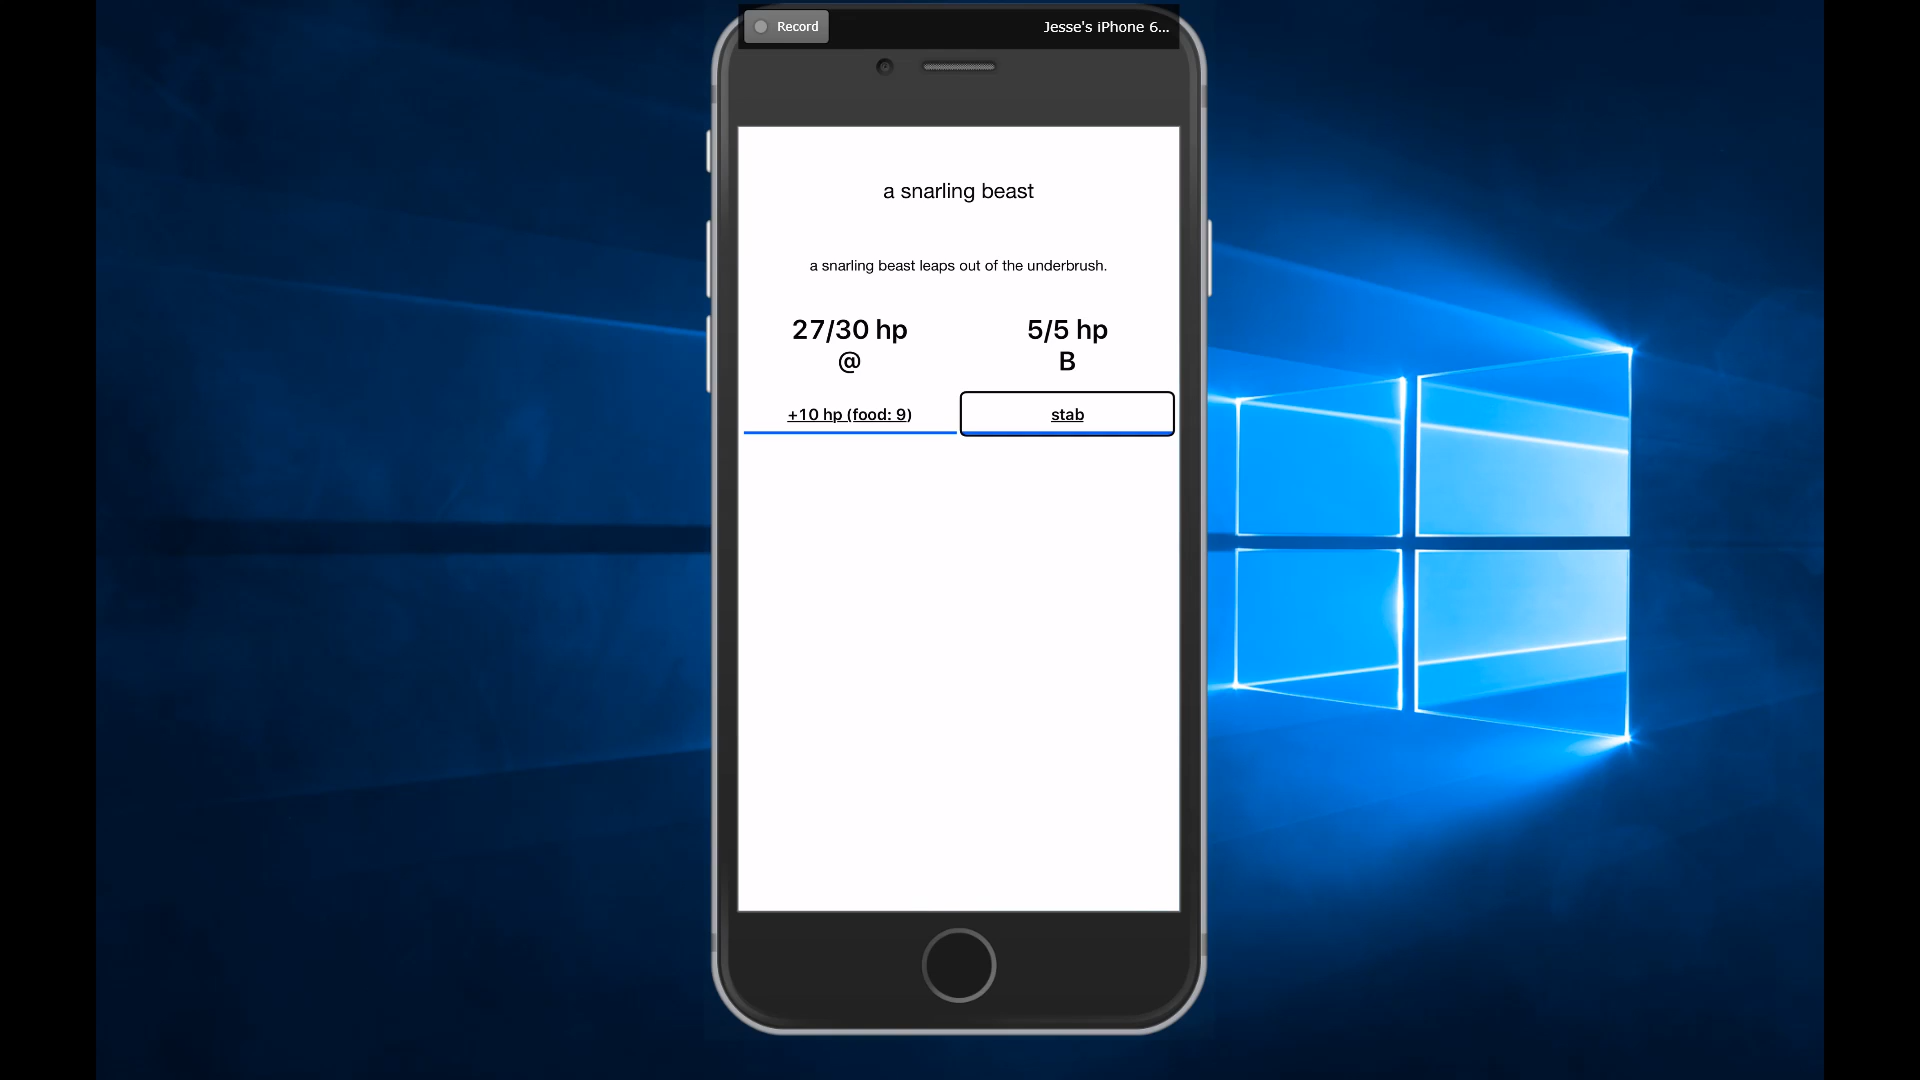 Record
Jesse's iPhone 6...
a snarling beast
a snarling beast leaps out of the underbrush.
27/30 hp
5/5 hp
@
B
+10 hp (food: 9)
stab